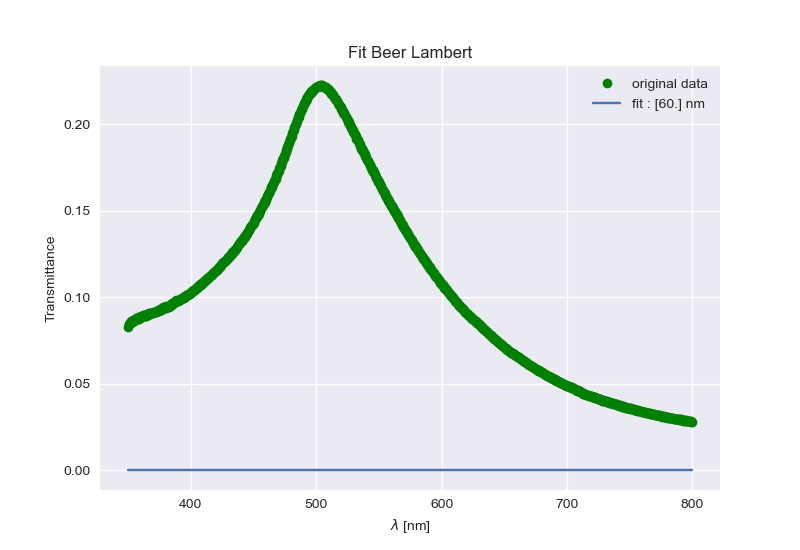 Fit Beer Lambert
original data
fit : [60.] nm
0.20
0.15
0.10
0.05
0.00
Transmittance
400
500
600
700
800
λ [nm]